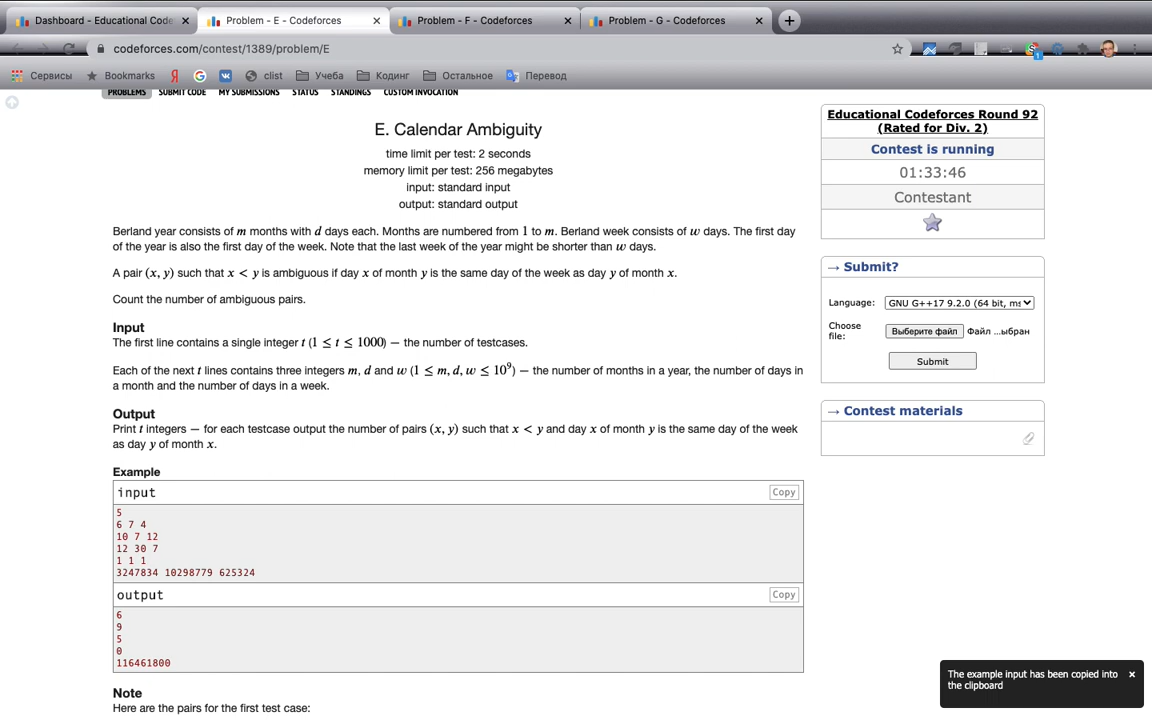 Dashboard - Educational Code
Problem - E - Codeforces
Problem - F - Codeforces
Problem - G - Codeforces
codeforces.com/contest/1389/problem/E
Сервисы
Bookmarks
clist
Учеба
Кодинг
Остальное
Перевод
PROBLEMS SUBMIT CODE MY SUBMISSIONS STATUS STANDINGS CUSTOM INVOCATION
E. Calendar Ambiguity
time limit per test: 2 seconds
memory limit per test: 256 megabytes
input: standard input
output: standard output
Berland year consists of m months with d days each. Months are numbered from 1 to m. Berland week consists of w days. The first day
of the year is also the first day of the week. Note that the last week of the year might be shorter than w days.
A pair (x, y) such that x < y is ambiguous if day x of month y is the same day of the week as day y of month x.
Count the number of ambiguous pairs.
Input
The first line contains a single integer t (1 ≤ t ≤ 1000) — the number of testcases.
Each of the next t lines contains three integers m, d and w (1 ≤ m, d, w ≤ 10⁹) — the number of months in a year, the number of days in
a month and the number of days in a week.
Output
Print t integers — for each testcase output the number of pairs (x, y) such that x < y and day x of month y is the same day of the week
as day y of month x.
Example
input
Copy
5
6 7 4
10 7 12
12 30 7
1 1 1
3247834 10298779 625324
output
Copy
6
9
5
0
116461800
Note
Here are the pairs for the first test case:
Educational Codeforces Round 92
(Rated for Div. 2)
Contest is running
01:33:46
Contestant
→ Submit?
Language: GNU G++17 9.2.0 (64 bit, ms
Choose
file:
Выберите файл Файл ...ыбран
Submit
→ Contest materials
The example input has been copied into
the clipboard